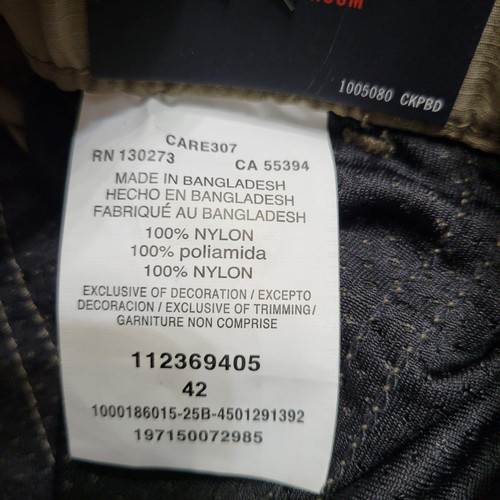 1005080 CKPBD
CARE307
RN 130273 CA 55394
MADE IN BANGLADESH
HECHO EN BANGLADESH
FABRIQUÉ AU BANGLADESH
100% NYLON
100% poliamida
100% NYLON
EXCLUSIVE OF DECORATION / EXCEPTO
DECORACION / EXCLUSIVE OF TRIMMING/
GARNITURE NON COMPRISE
112369405
42
1000186015-25B-4501291392
197150072985